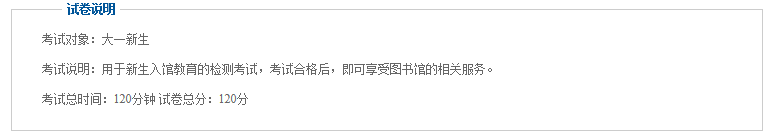 试卷说明
考试对象：大一新生
考试说明：用于新生入馆教育的检测考试，考试合格后，即可享受图书馆的相关服务。
考试总时间：120分钟 试卷总分：120分